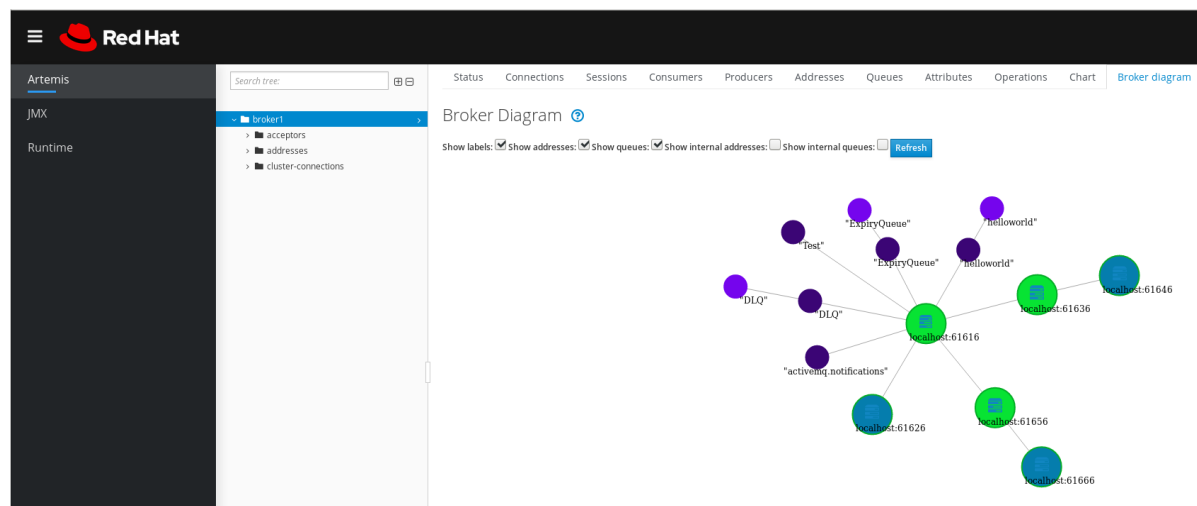 Red Hat
Artemis
JMX
Runtime
Search tree:
broker1
acceptors
addresses
cluster-connections
Status Connections Sessions Consumers Producers Addresses Queues Attributes Operations Chart Broker diagram
Broker Diagram
Show labels: Show addresses: Show queues: Show internal addresses: Show internal queues: Refresh
"ExpiryQueue"
"helloworld"
"Test"
"ExpiryQueue"
"helloworld"
localhost:61646
"DLQ"
localhost:61636
"DLQ"
localhost:61616
"activemq.notifications"
localhost:61656
localhost:61626
localhost:61666